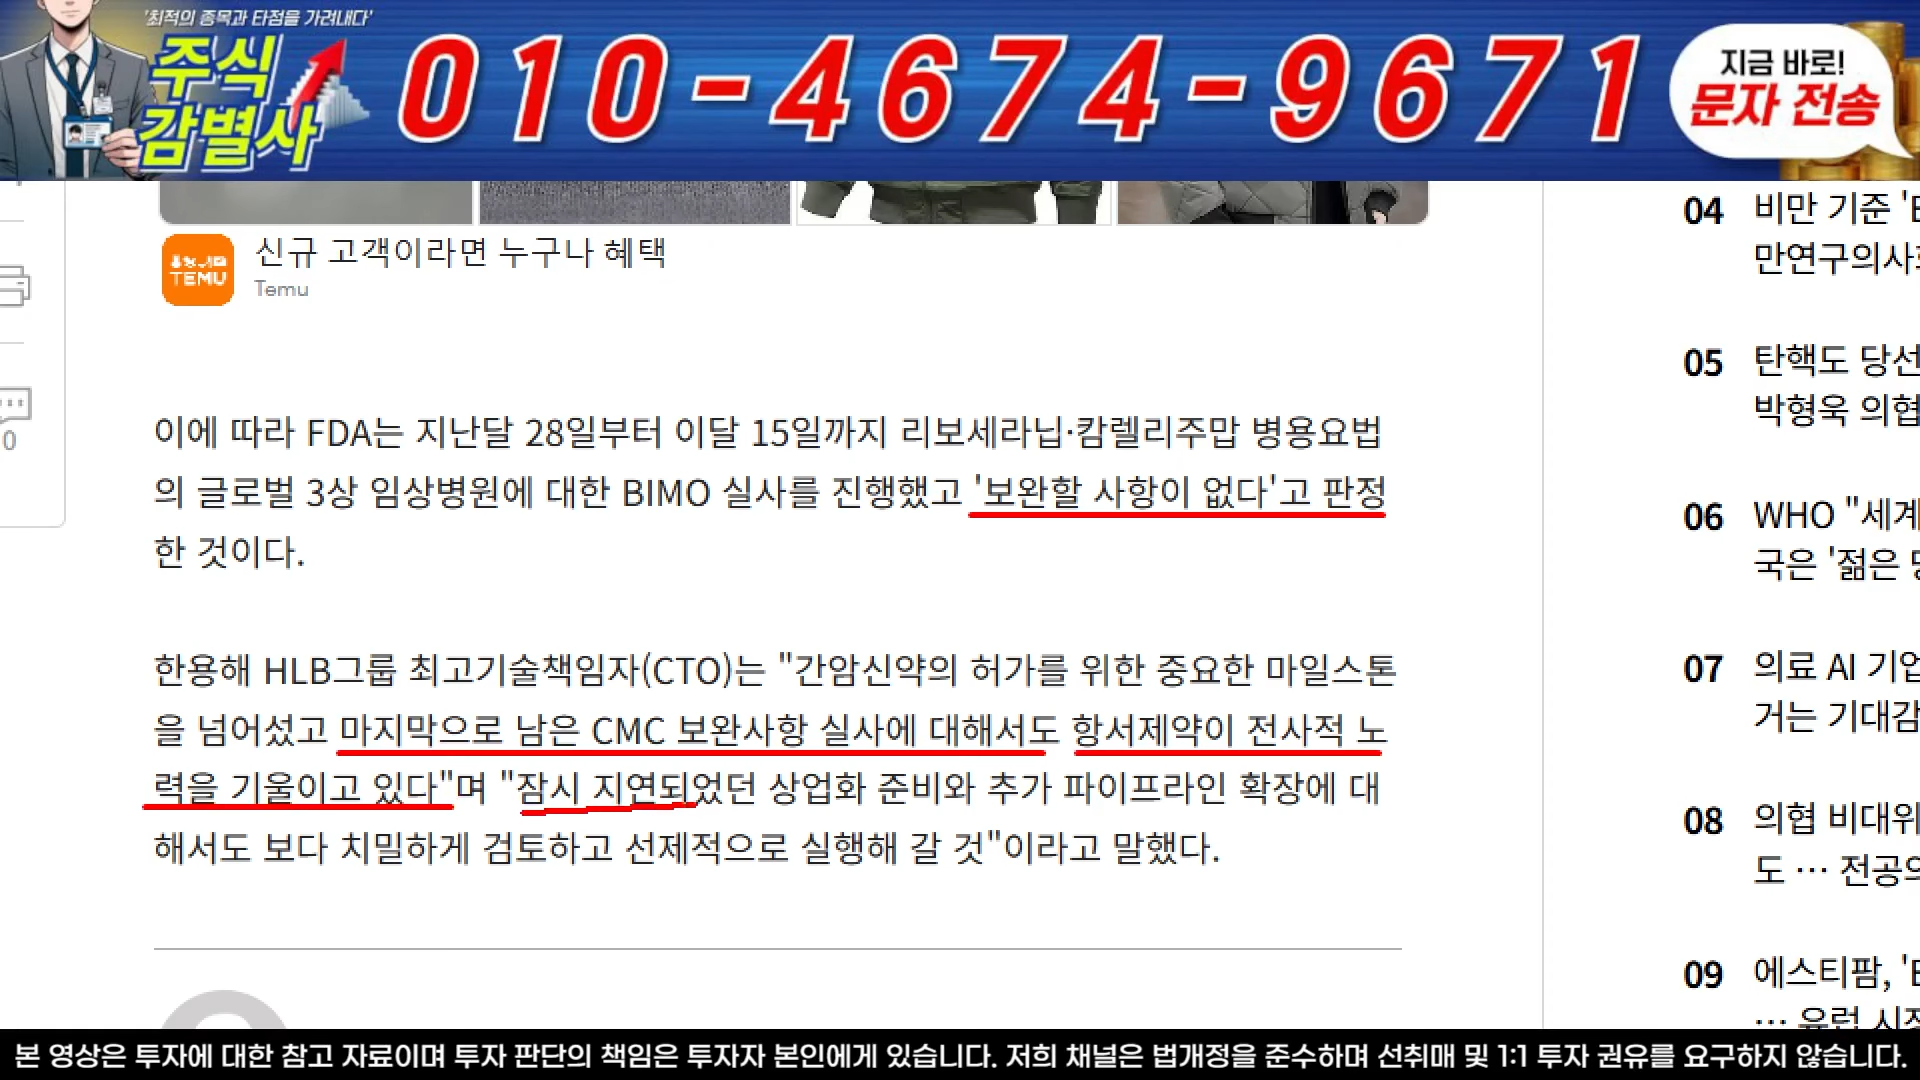 '최적의 종목과 타점을 가려내다'
주식
감별사
010-4674-9671
지금 바로!
문자 전송
TEMU
신규 고객이라면 누구나 혜택
Temu
0
이에 따라 FDA는 지난달 28일부터 이달 15일까지 리보세라닙·캄렐리주맙 병용요법
의 글로벌 3상 임상병원에 대한 BIMO 실사를 진행했고 '보완할 사항이 없다'고 판정
한 것이다.
한용해 HLB그룹 최고기술책임자(CTO)는 "간암신약의 허가를 위한 중요한 마일스톤
을 넘어섰고 마지막으로 남은 CMC 보완사항 실사에 대해서도 항서제약이 전사적 노
력을 기울이고 있다"며 "잠시 지연되었던 상업화 준비와 추가 파이프라인 확장에 대
해서도 보다 치밀하게 검토하고 선제적으로 실행해 갈 것"이라고 말했다.
04 비만 기준 'B
만연구의사회
05 탄핵도 당선
박형욱 의협
06 WHO "세계
국은 '젊은
07 의료 AI 기업
거는 기대감
08 의협 비대위
도 … 전공의
09 에스티팜, 'E
… 유럽 시장
본 영상은 투자에 대한 참고 자료이며 투자 판단의 책임은 투자자 본인에게 있습니다. 저희 채널은 법개정을 준수하며 선취매 및 1:1 투자 권유를 요구하지 않습니다.